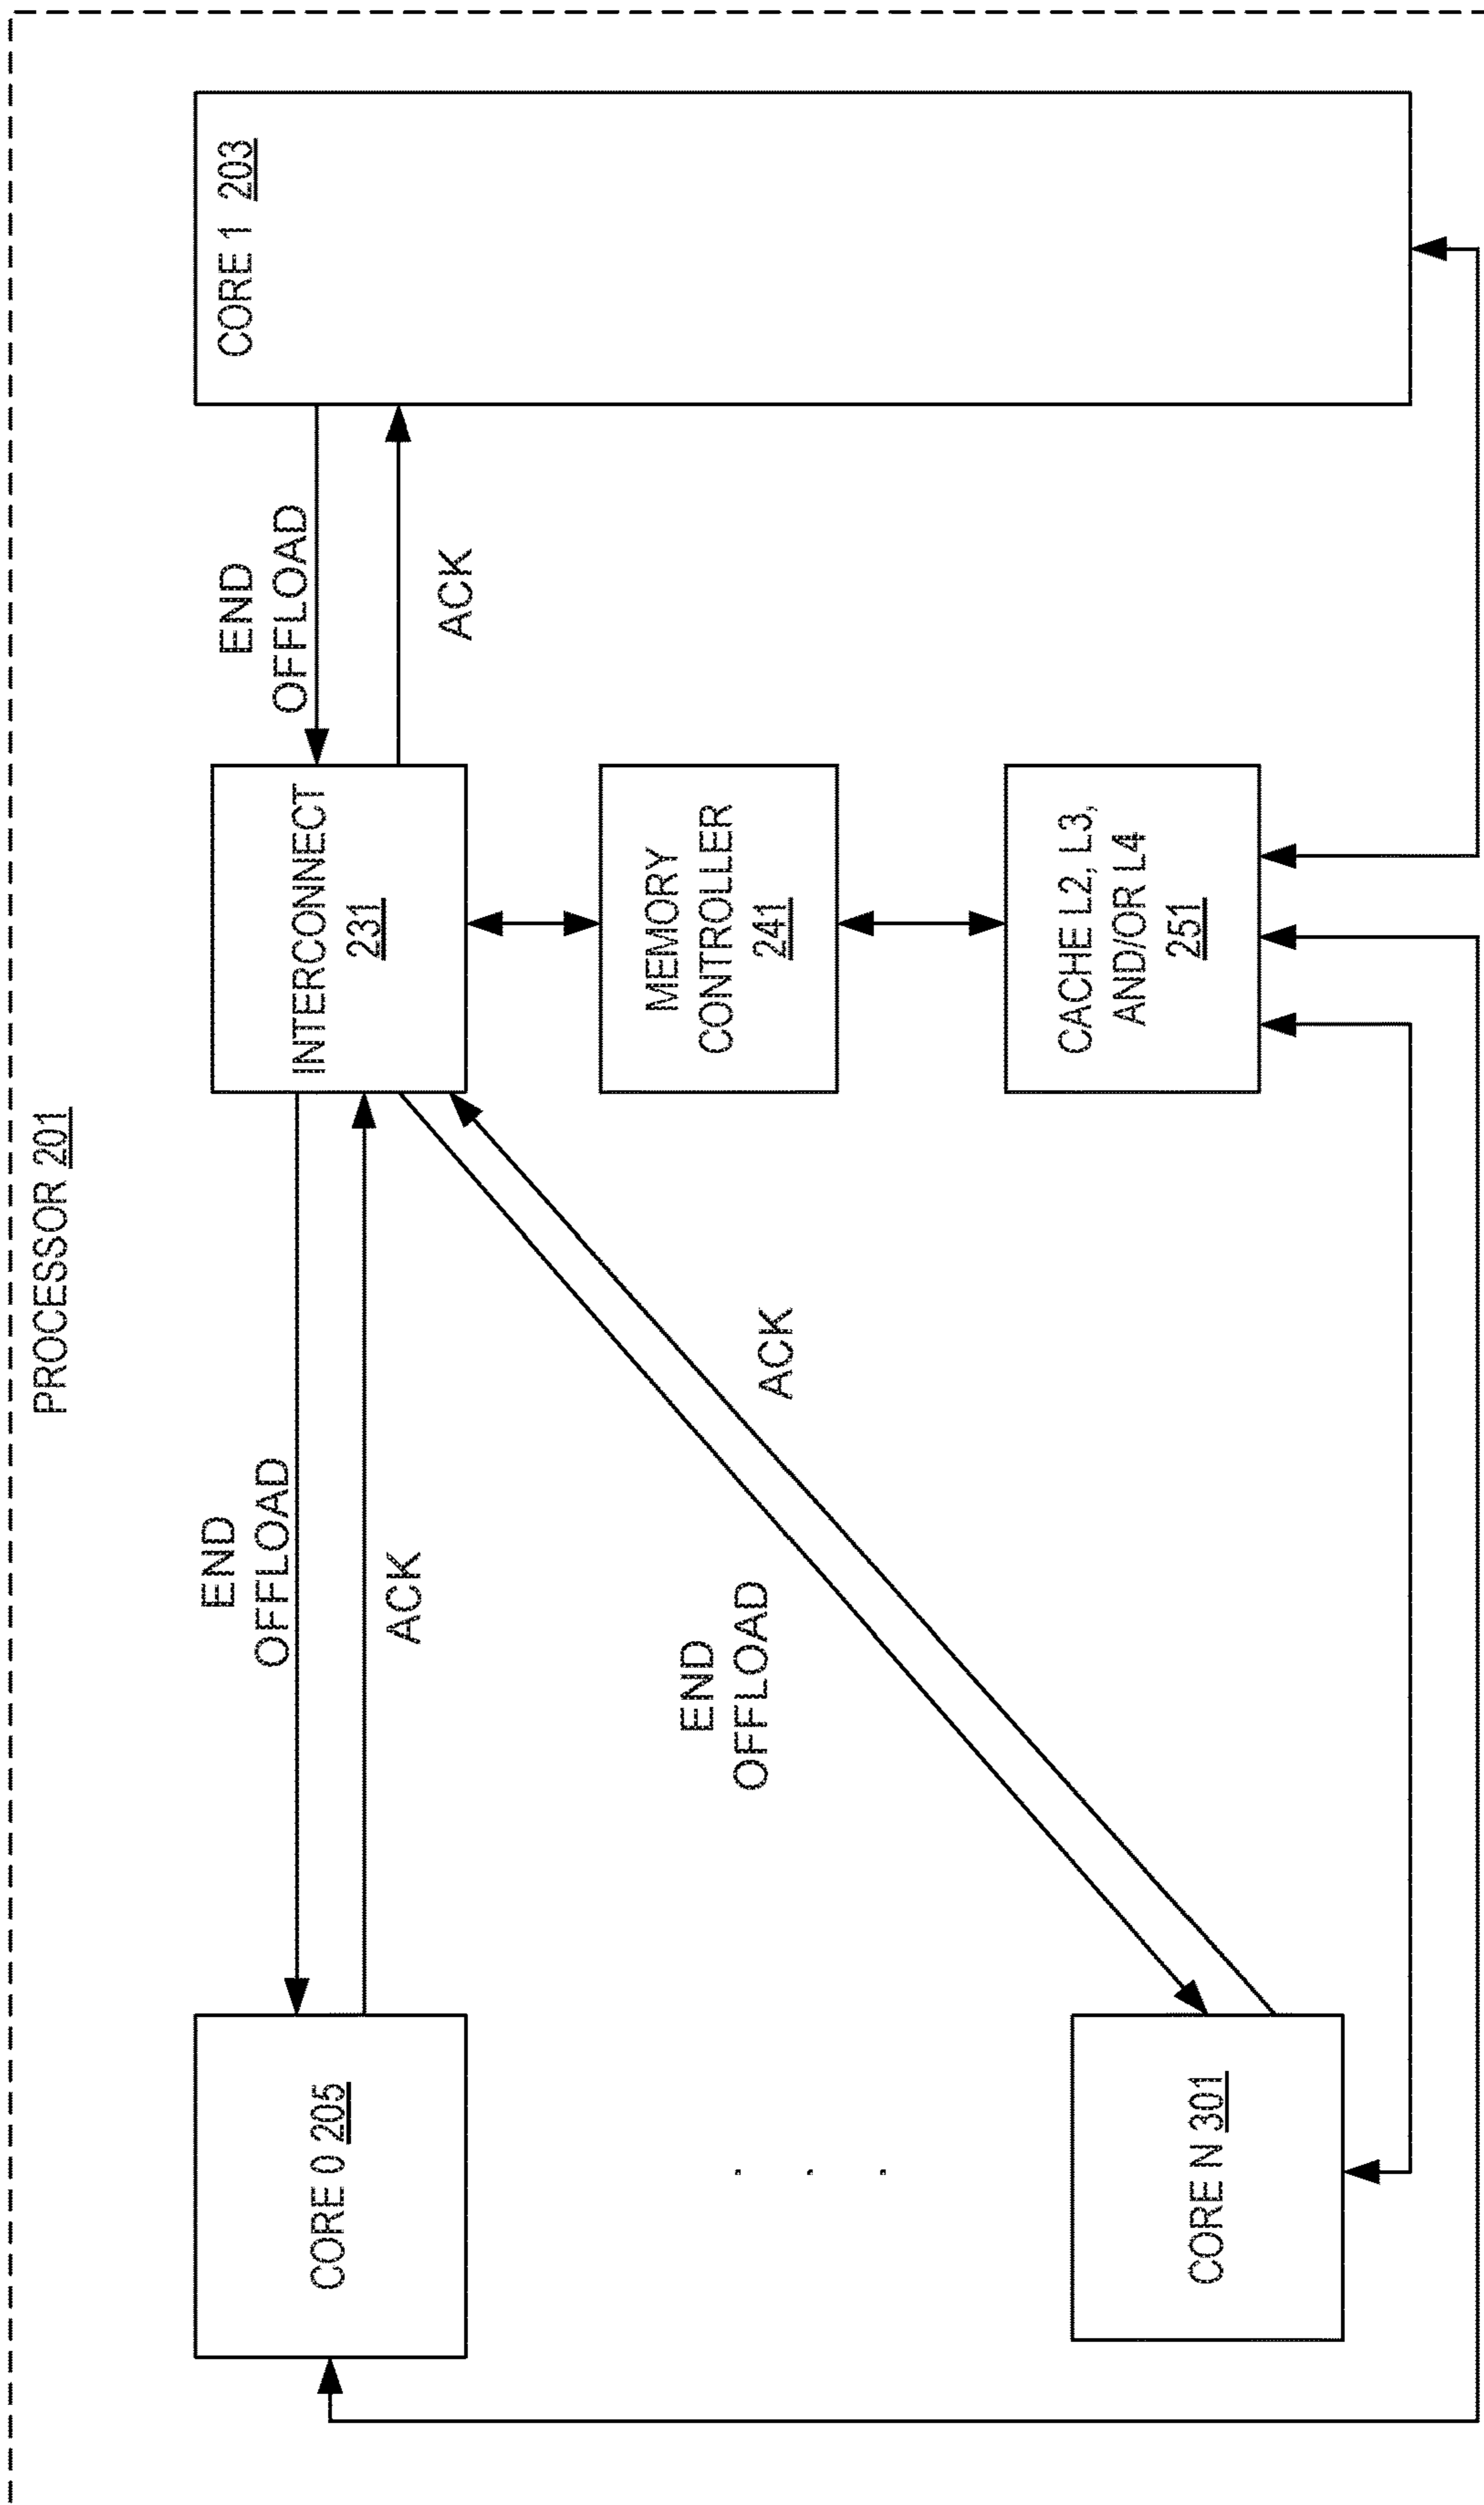 PROCESSOR 201
CORE 0 205
END
OFFLOAD
ACK
INTERCONNECT
231
END
OFFLOAD
ACK
CORE 1 203
MEMORY
CONTROLLER
241
END
OFFLOAD
ACK
CORE N 301
CACHE L2, L3,
AND/OR L4
251